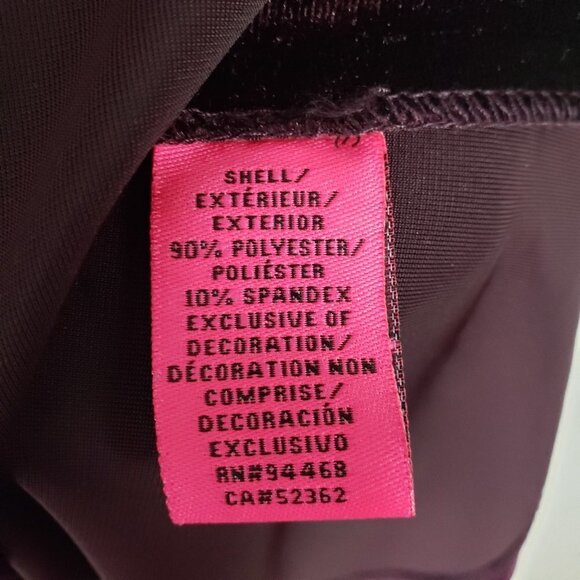 SHELL/
EXTÉRIEUR/
EXTERIOR
90% POLYESTER/
POLIÉSTER
10% SPANDEX
EXCLUSIVE OF
DECORATION/
DÉCORATION NON
COMPRISE/
DECORACIÓN
EXCLUSIVO
RN#94468
CA#52362